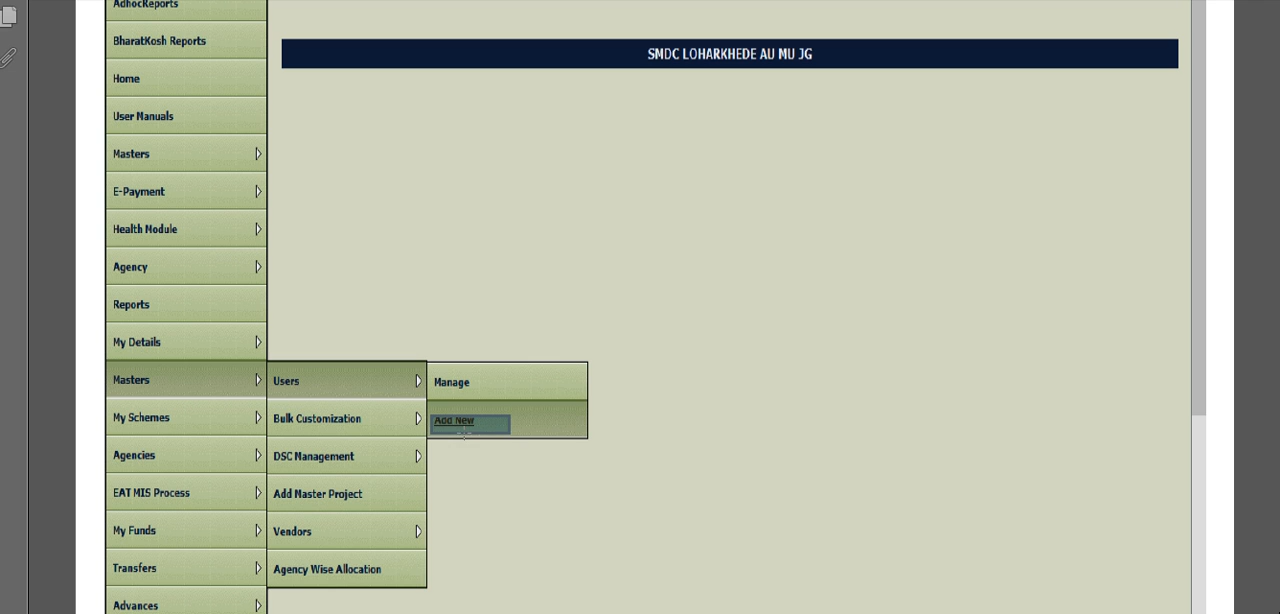 AdhocReports
BharatKosh Reports
SMDC LOHARKHEDE AU MU JG
Home
User Manuals
Masters
E-Payment
Health Module
Agency
Reports
My Details
Masters
Users
Manage
My Schemes
Bulk Customization
Add New
Agencies
DSC Management
EAT MIS Process
Add Master Project
My Funds
Vendors
Transfers
Agency Wise Allocation
Advances